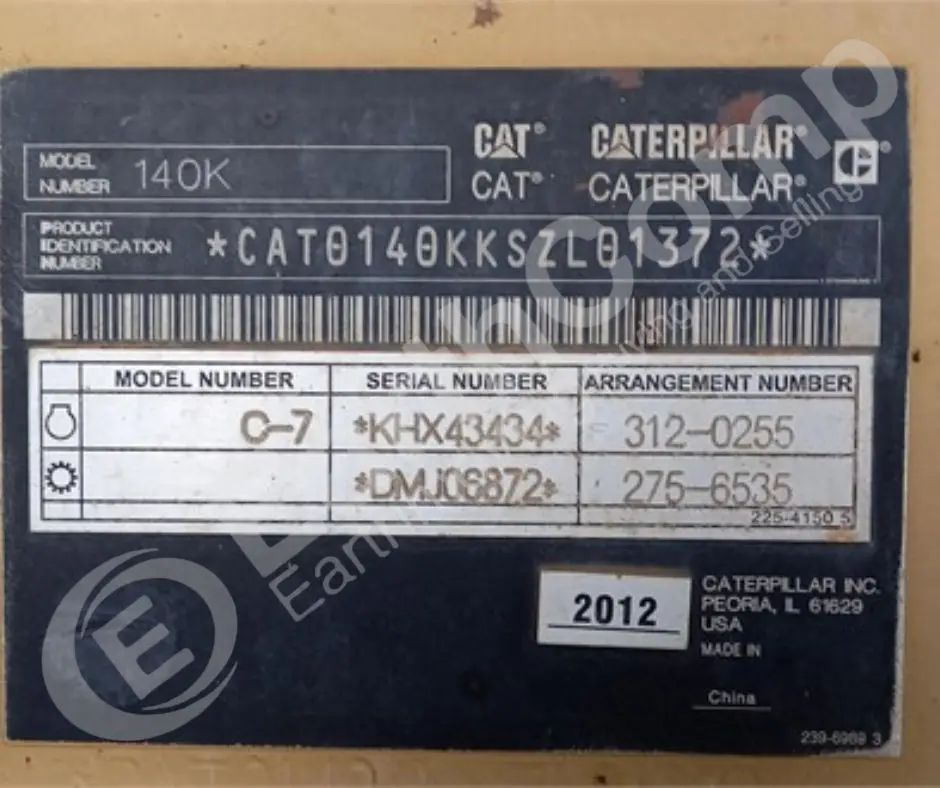 CAT® CATERPILLAR®
MODEL NUMBER 140K
CAT® CATERPILLAR®
PRODUCT IDENTIFICATION NUMBER *CAT0140KKSZL01372*
MODEL NUMBER SERIAL NUMBER ARRANGEMENT NUMBER
C-7 *KHX43434* 312-0255
*DMJ06872* 275-6535
225-4150 5
2012
CATERPILLAR INC.
PEORIA, IL 61629
USA
MADE IN
China
239-6969 3
E EarthComp